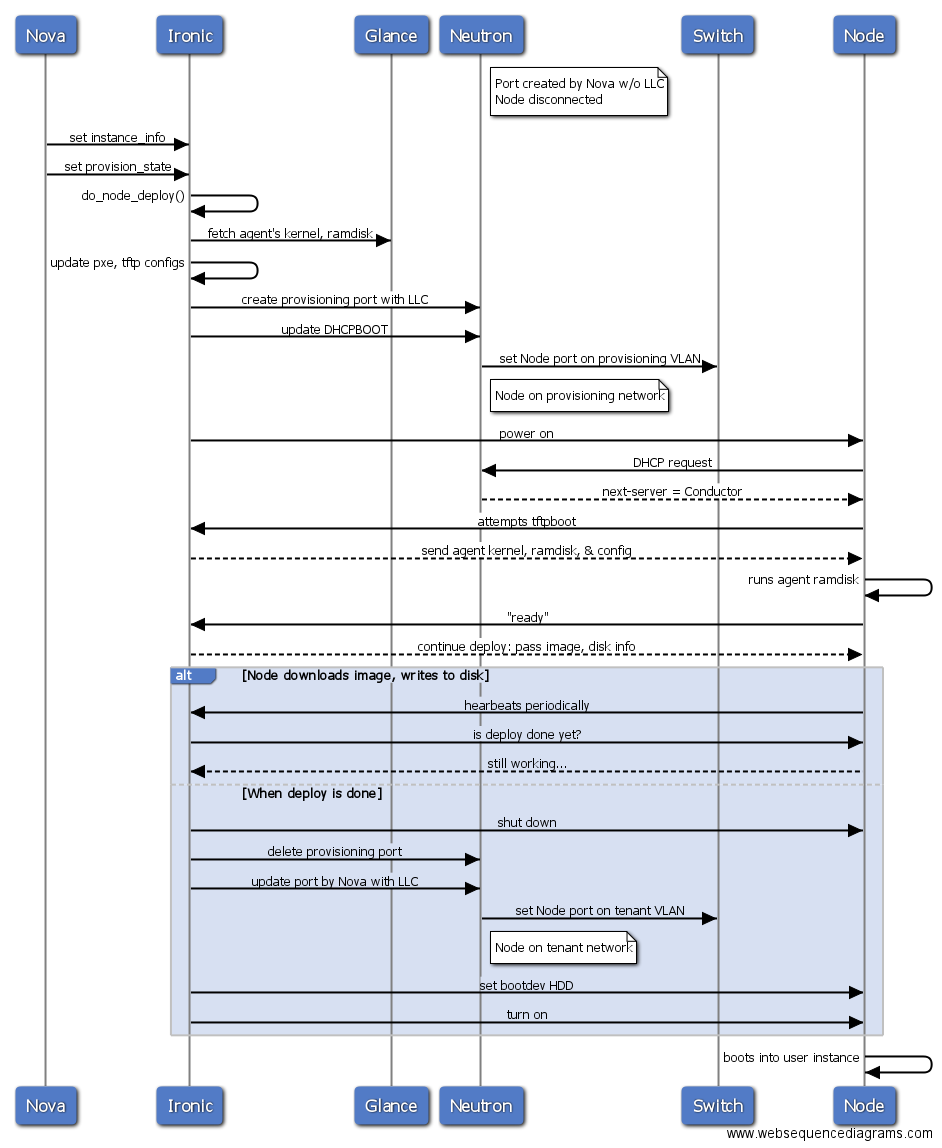 Nova Ironic Glance Neutron Switch Node
Port created by Nova w/o LLC
Node disconnected
set instance_info
set provision_state
do_node_deploy()
fetch agent's kernel, ramdisk
update pxe, tftp configs
create provisioning port with LLC
update DHCPBOOT
set Node port on provisioning VLAN
Node on provisioning network
power on
DHCP request
next-server = Conductor
attempts tftpboot
send agent kernel, ramdisk, & config
runs agent ramdisk
"ready"
continue deploy: pass image, disk info
alt [Node downloads image, writes to disk]
hearbeats periodically
is deploy done yet?
still working...
[When deploy is done]
shut down
delete provisioning port
update port by Nova with LLC
set Node port on tenant VLAN
Node on tenant network
set bootdev HDD
turn on
boots into user instance
Nova Ironic Glance Neutron Switch Node
www.websequencediagrams.com